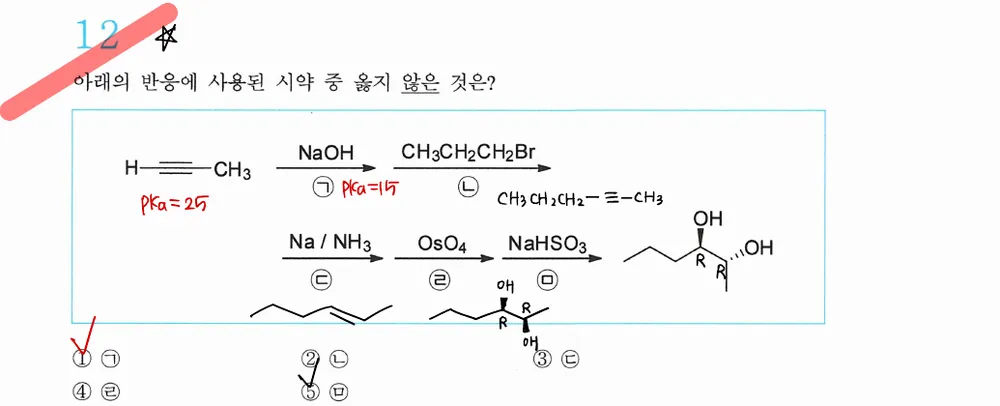 12 ☆
아래의 반응에 사용된 시약 중 옳지 않은 것은?
H CH3 NaOH CH3CH2CH2Br
㉠ ㉡
pKa=25 pKa=15 CH3CH2CH2-≡-CH3
Na / NH3 OsO4 NaHSO3 OH OH
R R
㉢ ㉣ ㉤
OH R R OH
① ㉠ ② ㉡ ③ ㉢
④ ㉣ ⑤ ㉤